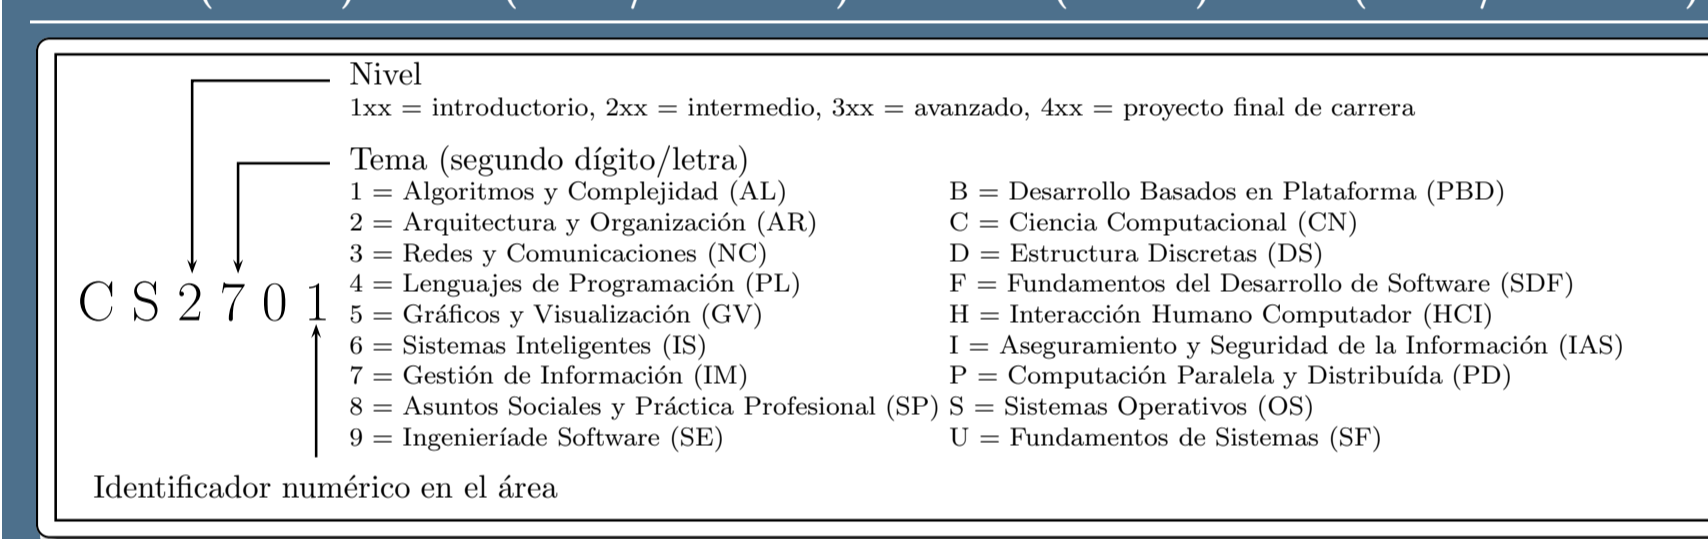 Nivel
1xx = introductorio, 2xx = intermedio, 3xx = avanzado, 4xx = proyecto final de carrera
Tema (segundo dígito/letra)
1 = Algoritmos y Complejidad (AL)
2 = Arquitectura y Organización (AR)
3 = Redes y Comunicaciones (NC)
4 = Lenguajes de Programación (PL)
5 = Gráficos y Visualización (GV)
6 = Sistemas Inteligentes (IS)
7 = Gestión de Información (IM)
8 = Asuntos Sociales y Práctica Profesional (SP)
9 = Ingenieríade Software (SE)
B = Desarrollo Basados en Plataforma (PBD)
C = Ciencia Computacional (CN)
D = Estructura Discretas (DS)
F = Fundamentos del Desarrollo de Software (SDF)
H = Interacción Humano Computador (HCI)
I = Aseguramiento y Seguridad de la Información (IAS)
P = Computación Paralela y Distribuída (PD)
S = Sistemas Operativos (OS)
U = Fundamentos de Sistemas (SF)
C S 2 7 0 1
Identificador numérico en el área